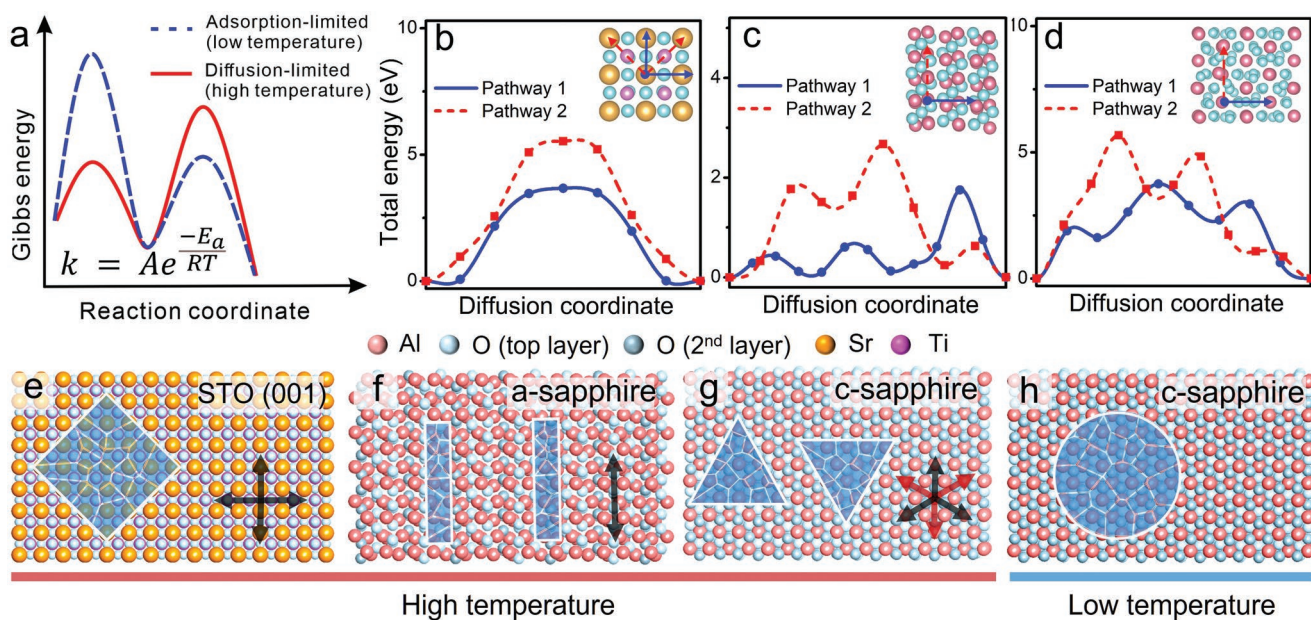 a
Adsorption-limited
(low temperature)
Diffusion-limited
(high temperature)
Gibbs energy
k = Ae^{-E_a/RT}
Reaction coordinate
b
Pathway 1
Pathway 2
10
5
0
Total energy (eV)
Diffusion coordinate
c
Pathway 1
Pathway 2
4
2
0
Diffusion coordinate
d
Pathway 1
Pathway 2
10
5
0
Diffusion coordinate
Al O (top layer) O (2nd layer) Sr Ti
e STO (001)
f a-sapphire
g c-sapphire
h c-sapphire
High temperature
Low temperature